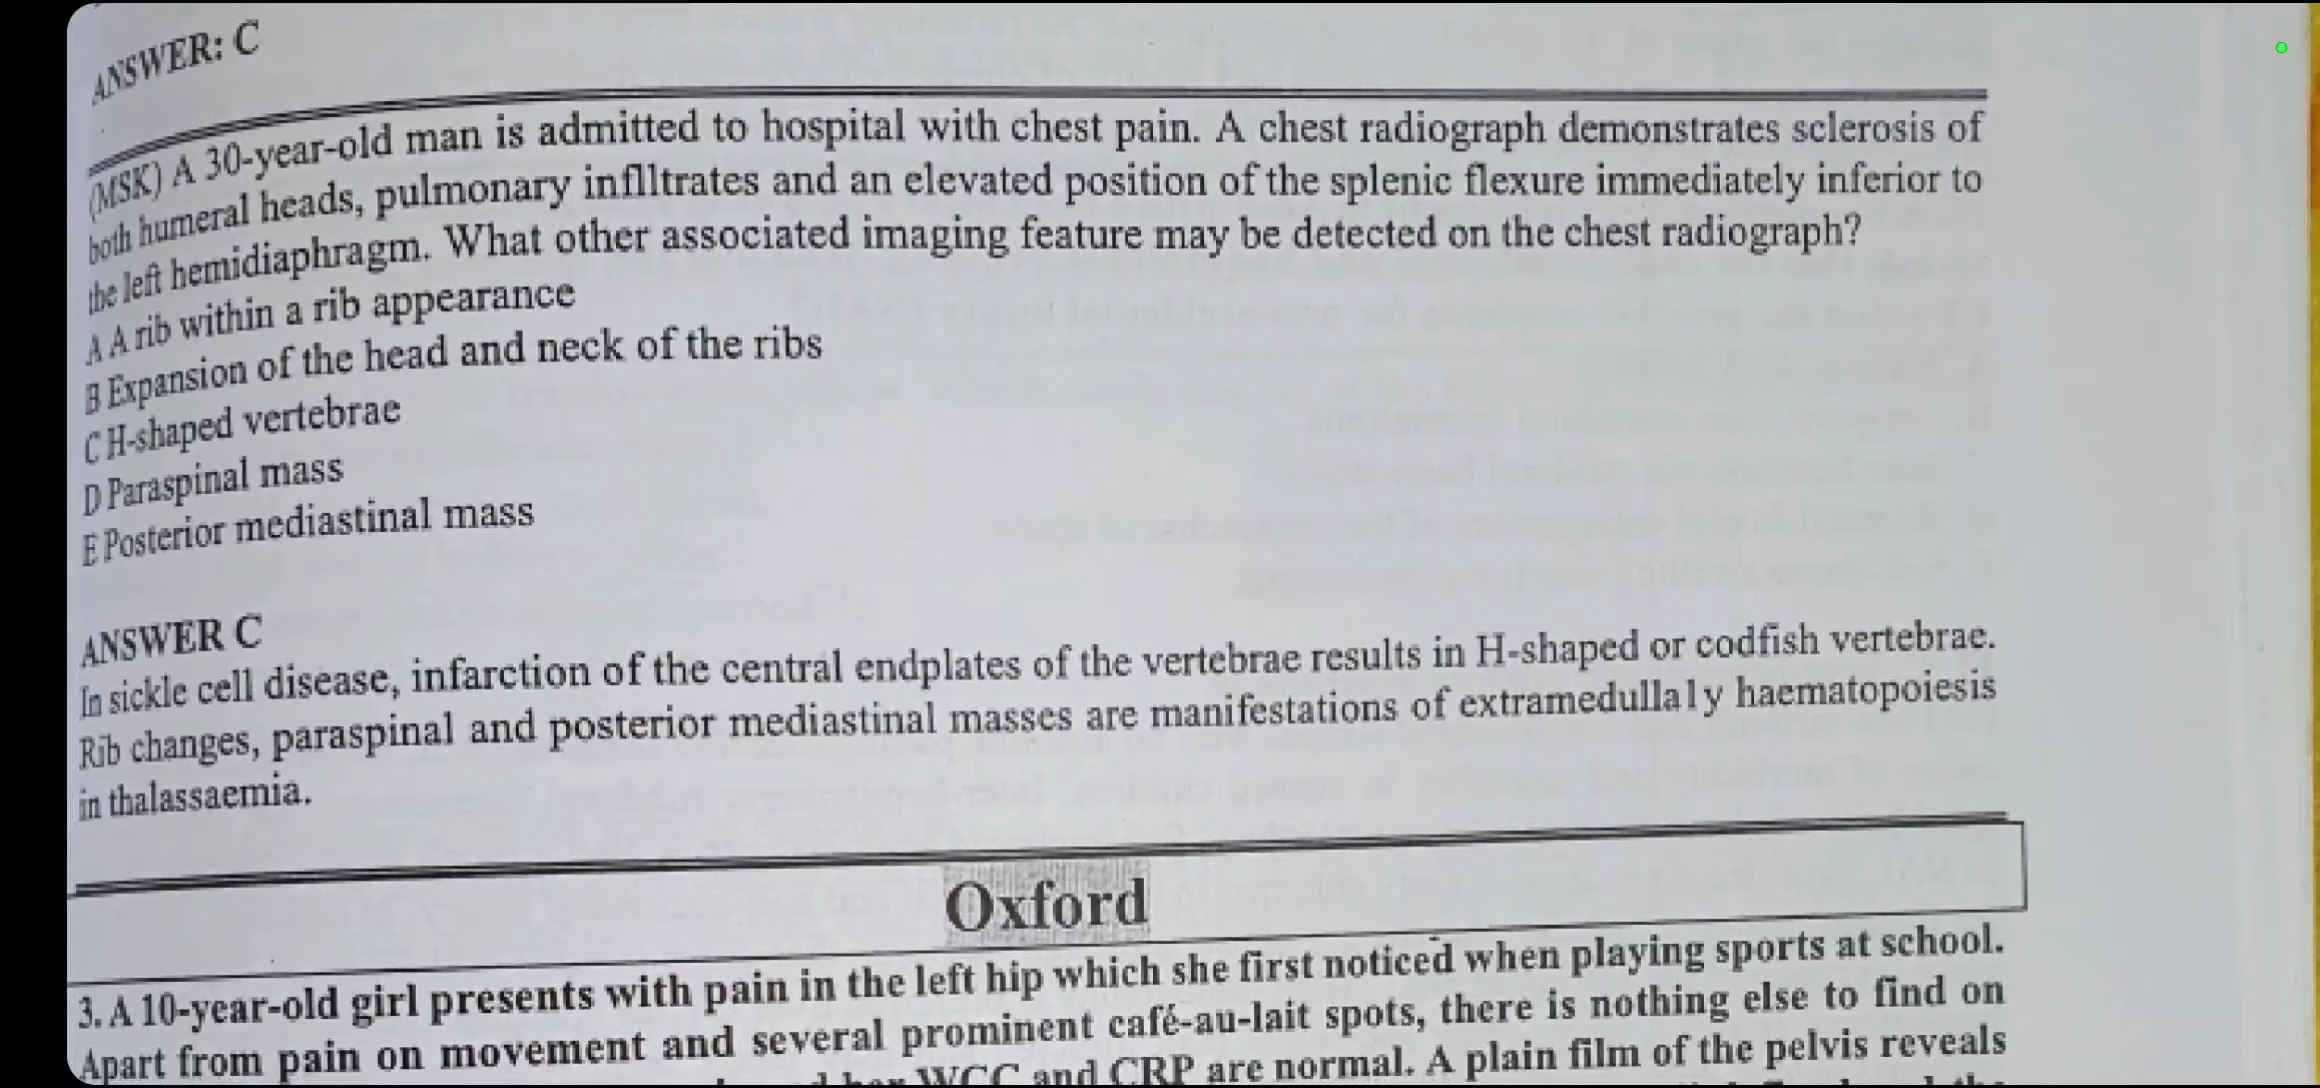 ANSWER: C
(MSK) A 30-year-old man is admitted to hospital with chest pain. A chest radiograph demonstrates sclerosis of
both humeral heads, pulmonary inflltrates and an elevated position of the splenic flexure immediately inferior to
the left hemidiaphragm. What other associated imaging feature may be detected on the chest radiograph?
A A rib within a rib appearance
B Expansion of the head and neck of the ribs
C H-shaped vertebrae
D Paraspinal mass
E Posterior mediastinal mass
ANSWER C
In sickle cell disease, infarction of the central endplates of the vertebrae results in H-shaped or codfish vertebrae.
Rib changes, paraspinal and posterior mediastinal masses are manifestations of extramedullaly haematopoiesis
in thalassaemia.
Oxford
3. A 10-year-old girl presents with pain in the left hip which she first noticed when playing sports at school.
Apart from pain on movement and several prominent café-au-lait spots, there is nothing else to find on
her WCC and CRP are normal. A plain film of the pelvis reveals